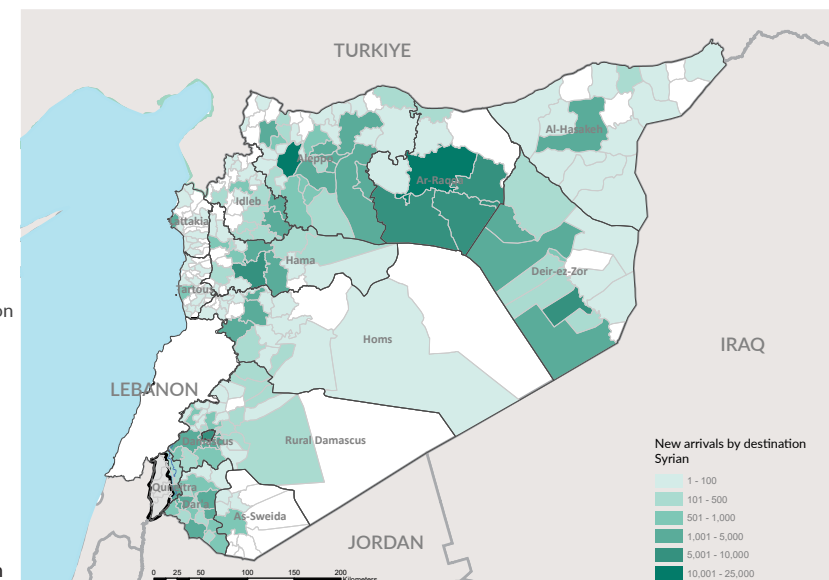 TURKIYE
Al-Hasakeh
Aleppo
Ar-Raqqa
Idleb
attakia
Hama
Deir-ez-Zor
Tartous
on
Homs
IRAQ
LEBANON
Damascus
Rural Damascus
New arrivals by destination
Syrian
1 - 100
101 - 500
501 - 1,000
1,001 - 5,000
5,001 - 10,000
10,001 - 25,000
Quneitra
Dar'a
As-Sweida
JORDAN
0 25 50 100 150 200
Kilometers